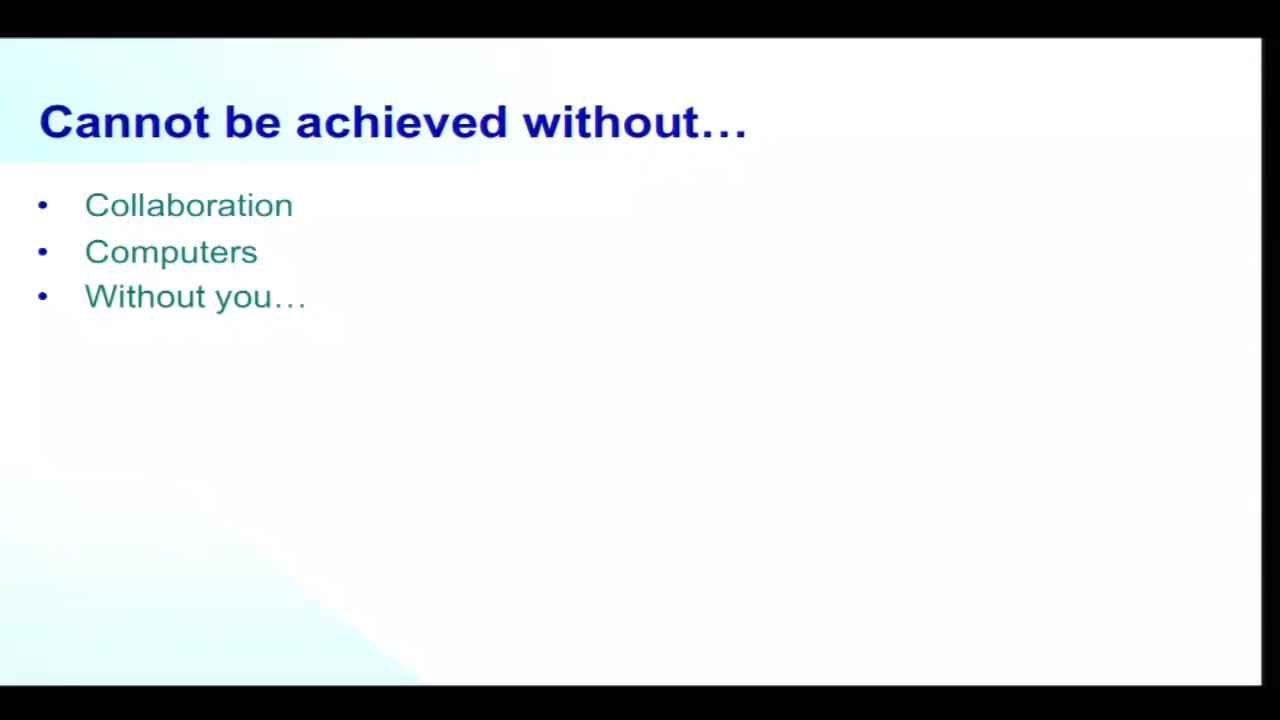 Cannot be achieved without…
• Collaboration
• Computers
• Without you…